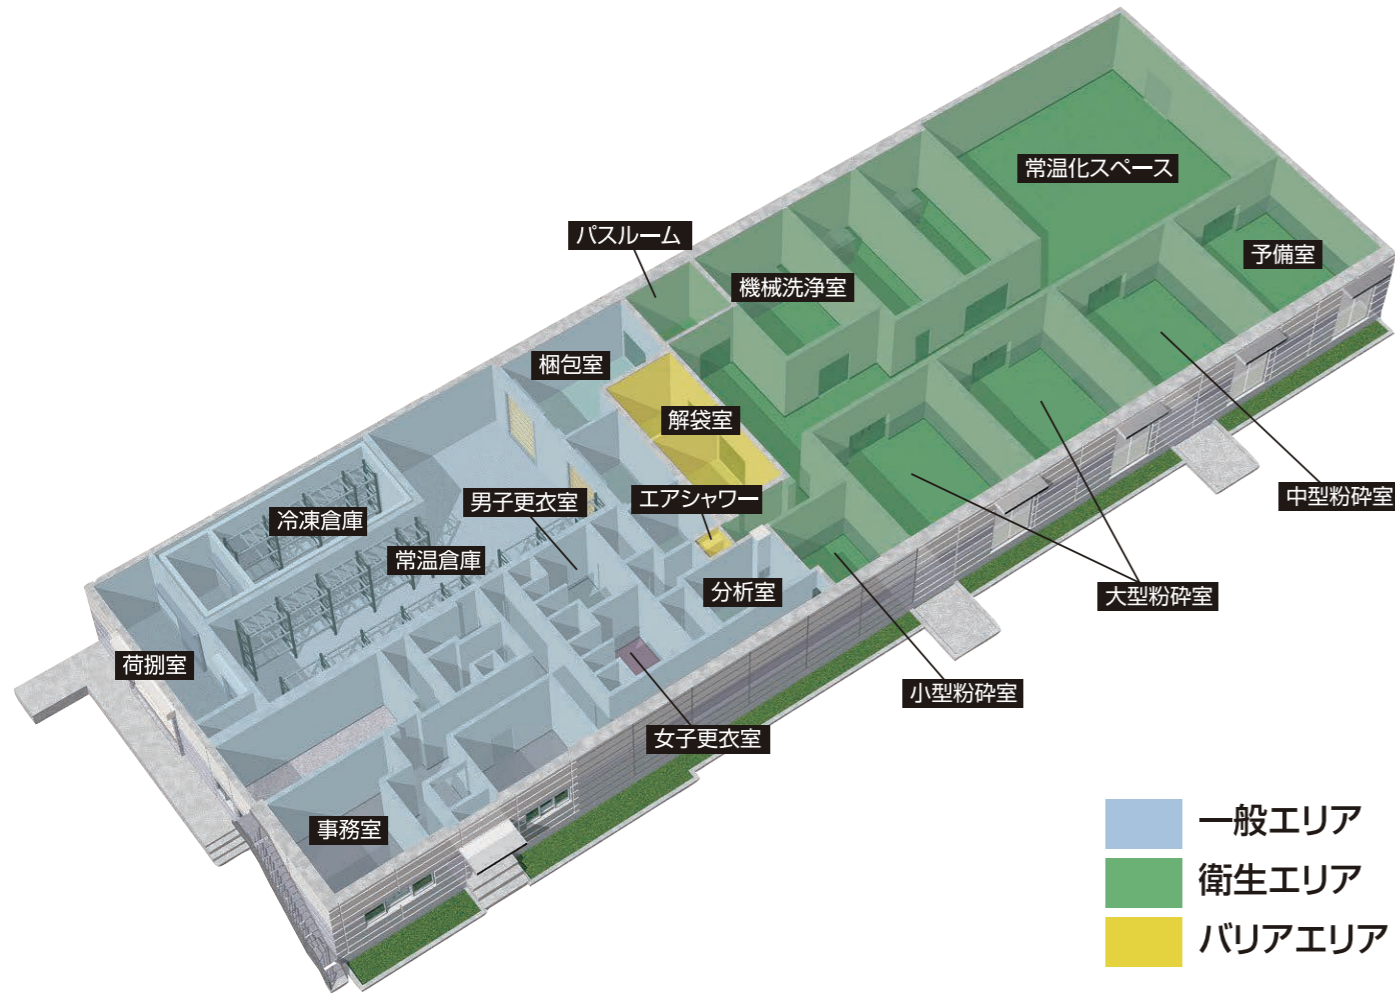 常温化スペース
パスルーム
予備室
機械洗浄室
梱包室
解袋室
エアシャワー
男子更衣室
中型粉砕室
冷凍倉庫
常温倉庫
分析室
大型粉砕室
荷捌室
小型粉砕室
女子更衣室
事務室
一般エリア
衛生エリア
バリアエリア